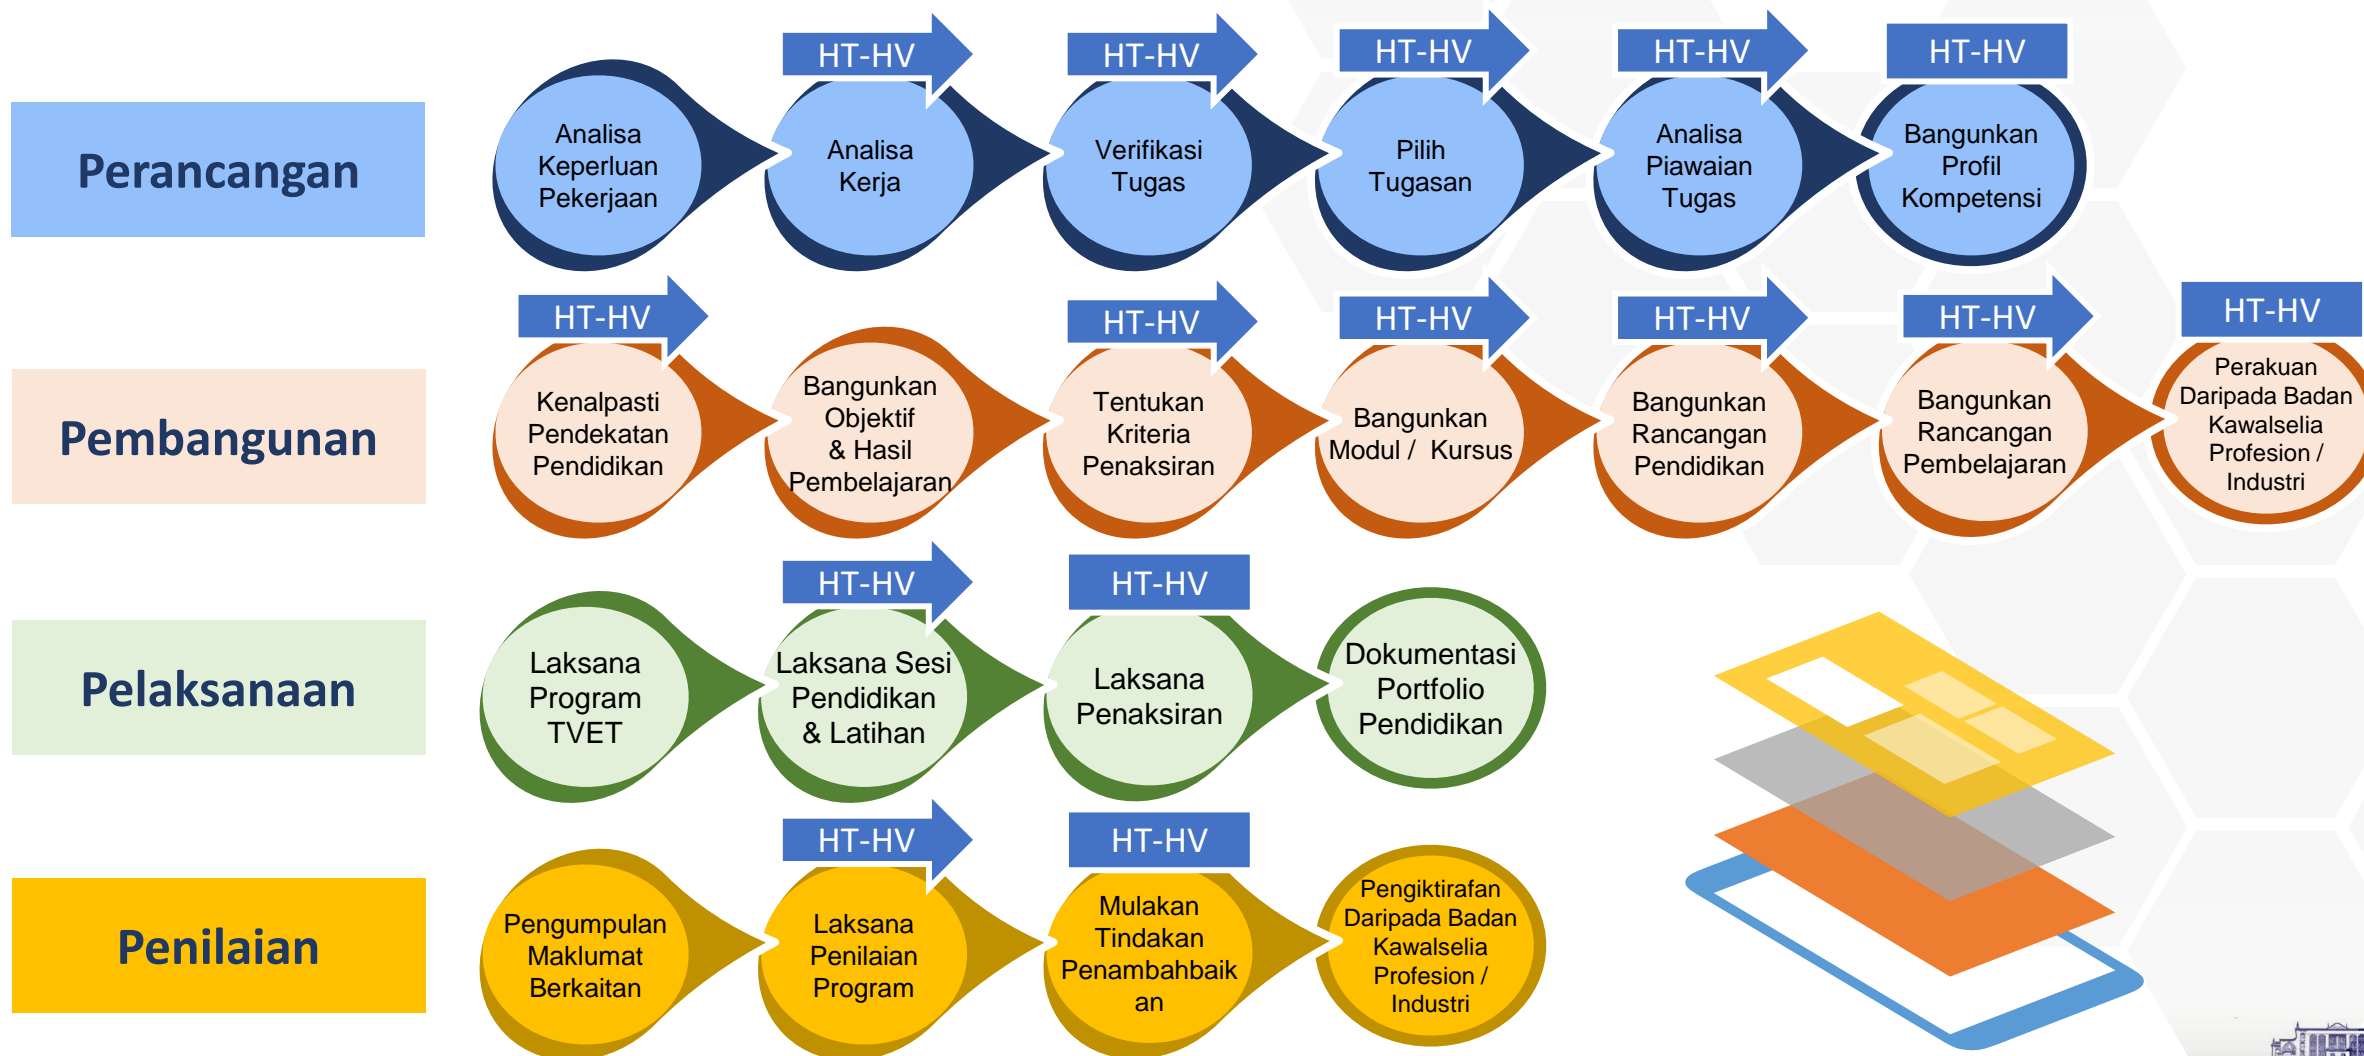 HT-HV
HT-HV
HT-HV
HT-HV
HT-HV
Perancangan
Analisa
Keperluan
Pekerjaan
Analisa
Kerja
Verifikasi
Tugas
Pilih
Tugasan
Analisa
Piawaian
Tugas
Bangunkan
Profil
Kompetensi
HT-HV
HT-HV
HT-HV
HT-HV
HT-HV
HT-HV
Pembangunan
Kenalpasti
Pendekatan
Pendidikan
Bangunkan
Objektif
& Hasil
Pembelajaran
Tentukan
Kriteria
Penaksiran
Bangunkan
Modul / Kursus
Bangunkan
Rancangan
Pendidikan
Bangunkan
Rancangan
Pembelajaran
Perakuan
Daripada Badan
Kawalselia
Profesion /
Industri
HT-HV
HT-HV
Pelaksanaan
Laksana
Program
TVET
Laksana Sesi
Pendidikan
& Latihan
Laksana
Penaksiran
Dokumentasi
Portfolio
Pendidikan
HT-HV
HT-HV
Penilaian
Pengumpulan
Maklumat
Berkaitan
Laksana
Penilaian
Program
Mulakan
Tindakan
Penambahbaik
an
Pengiktirafan
Daripada Badan
Kawalselia
Profesion /
Industri